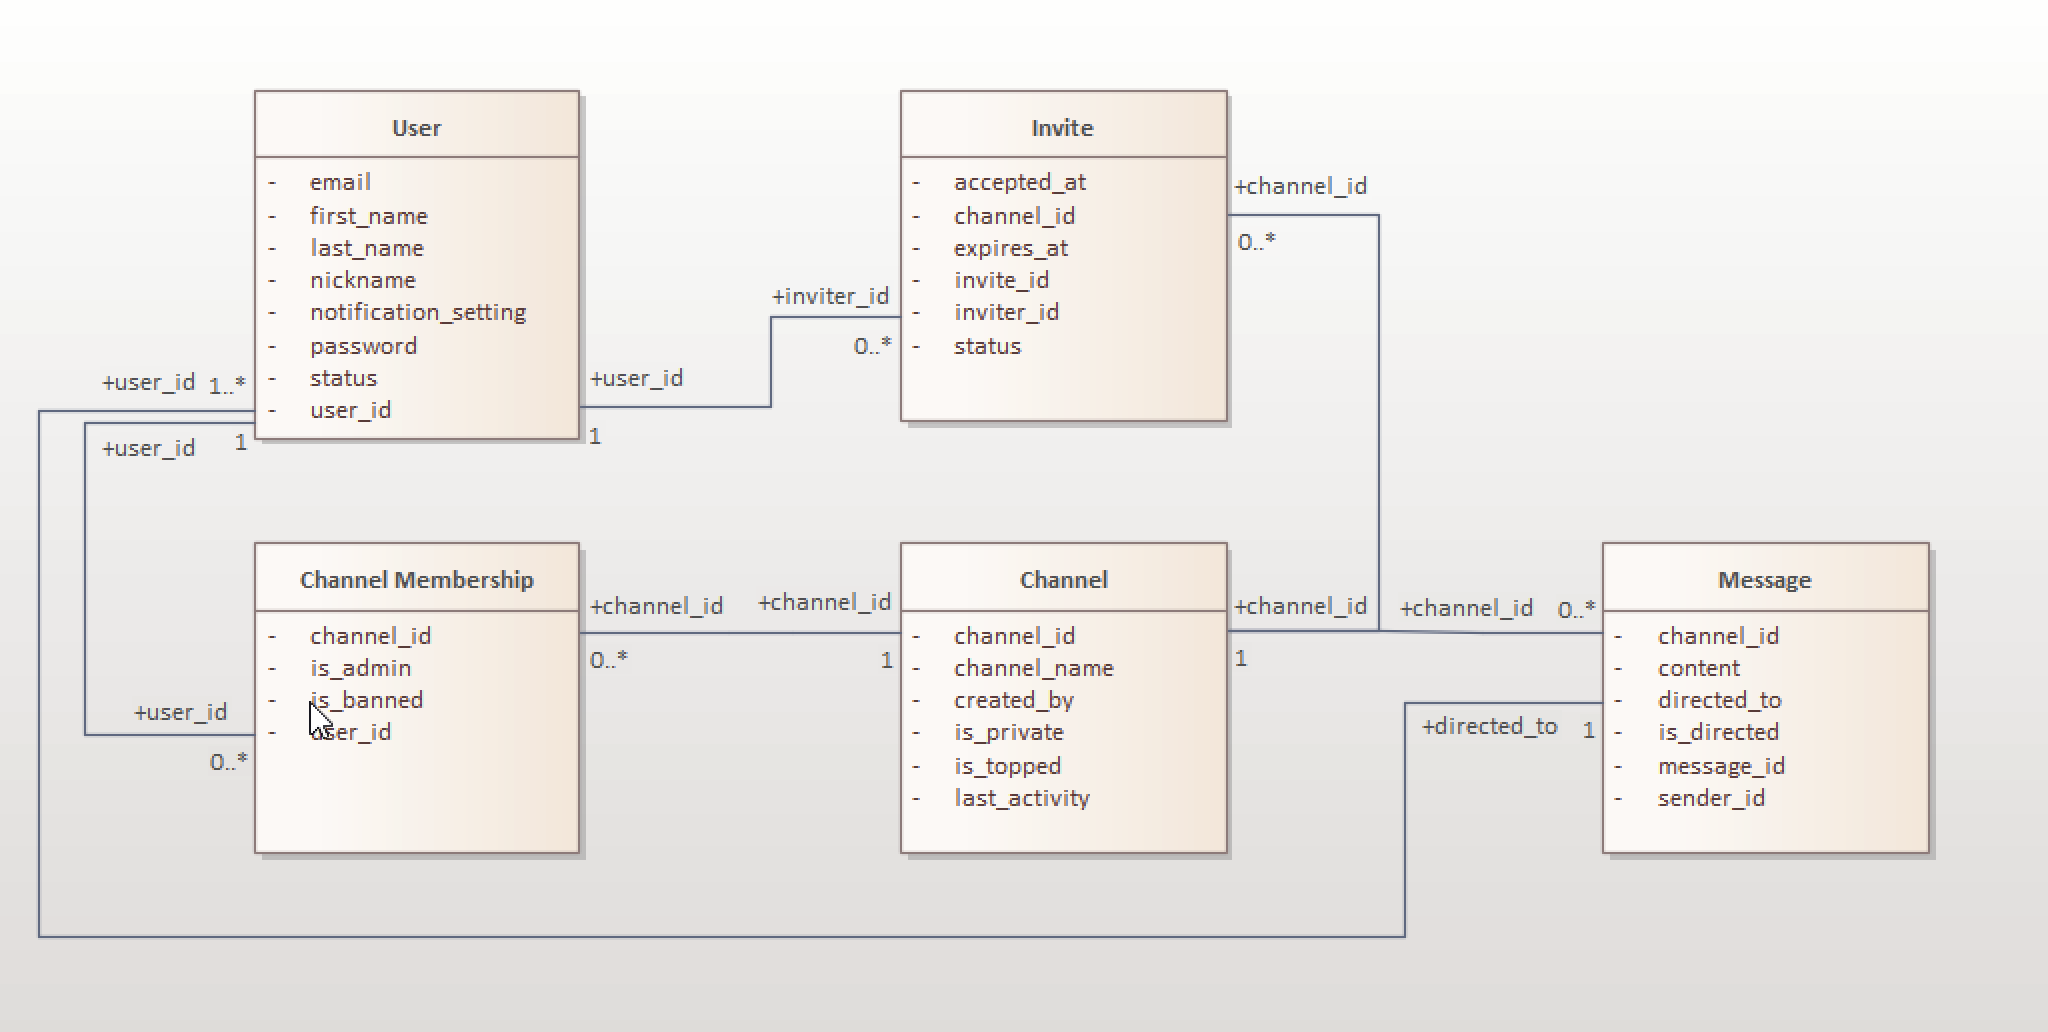 User
- email
- first_name
- last_name
- nickname
- notification_setting
- password
- status
- user_id
+user_id 1..*
+user_id 1
+user_id
1
Invite
- accepted_at
- channel_id
- expires_at
- invite_id
- inviter_id
- status
+inviter_id
0..*
+channel_id
0..*
Channel Membership
- channel_id
- is_admin
- is_banned
- user_id
+user_id
0..*
+channel_id
0..*
+channel_id
1
Channel
- channel_id
- channel_name
- created_by
- is_private
- is_topped
- last_activity
+channel_id
1
+channel_id 0..*
+directed_to 1
Message
- channel_id
- content
- directed_to
- is_directed
- message_id
- sender_id